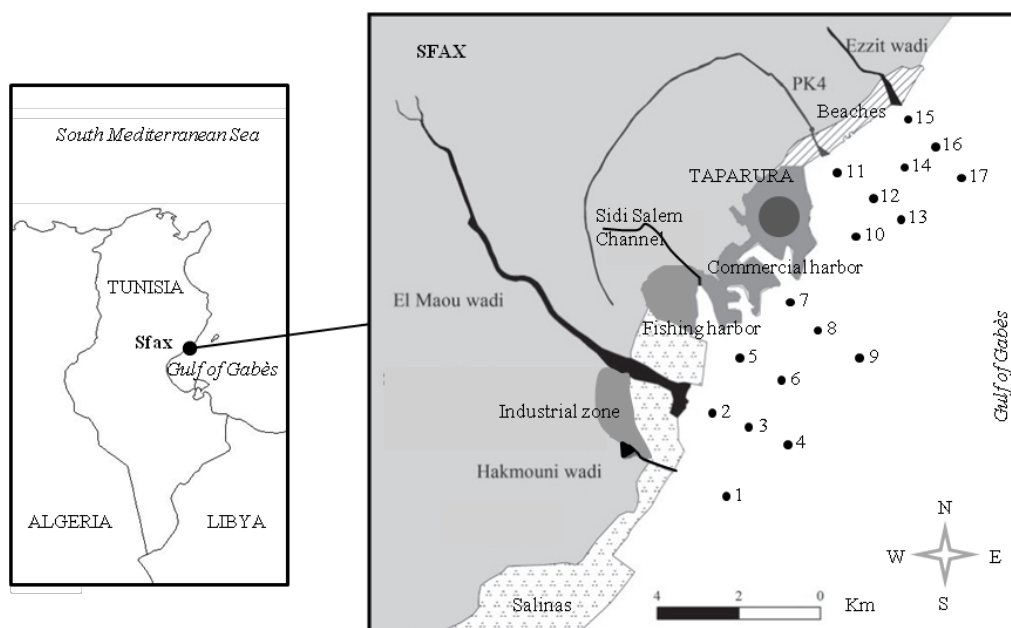 South Mediterranean Sea
TUNISIA
Sfax
Gulf of Gabès
ALGERIA
LIBYA
SFAX
Ezzit wadi
PK4
Beaches
15
16
14
17
11
TAPARURA
12
13
Sidi Salem
Channel
10
Commercial harbor
El Maou wadi
7
Fishing harbor
8
5
9
6
Gulf of Gabès
Industrial zone
2
3
4
Hakmouni wadi
1
N
W
E
S
Salinas
4
2
0
Km